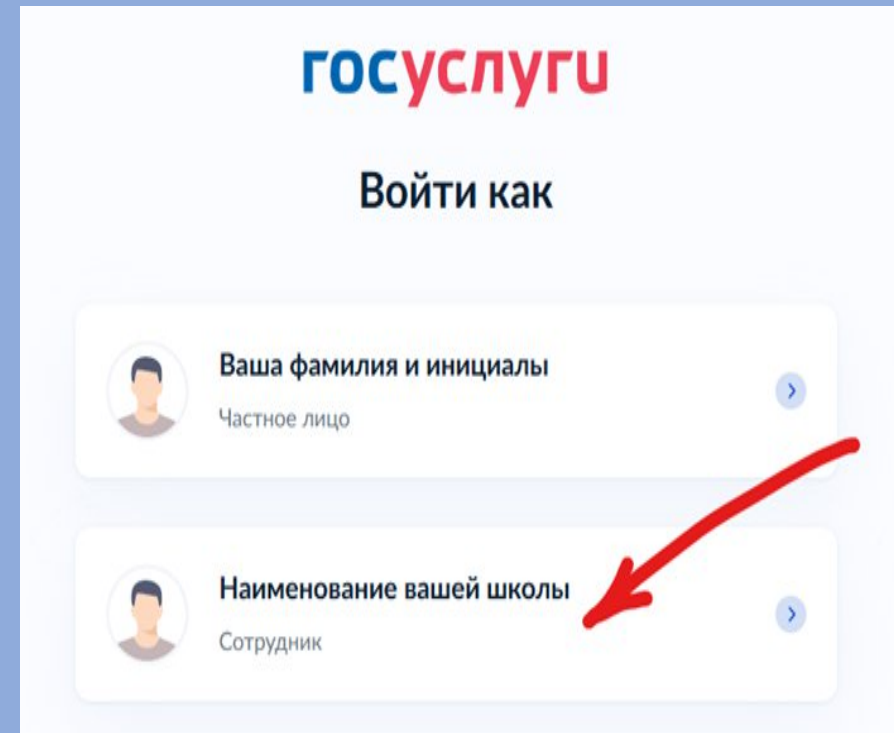 госуслуги
Войти как
Ваша фамилия и инициалы
Частное лицо
Наименование вашей школы
Сотрудник